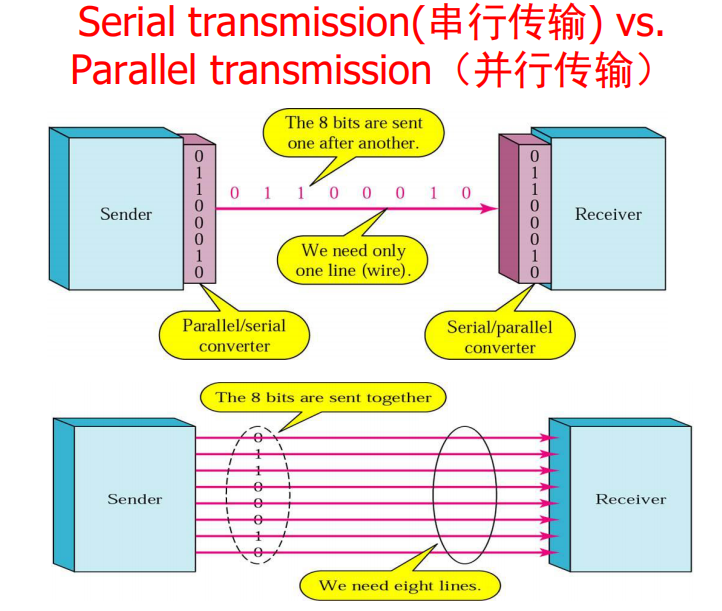 Serial transmission(串行传输) vs.
Parallel transmission（并行传输）
The 8 bits are sent
one after another.
0
1
1
0
0
0
1
0
0 1 1 0 0 0 1 0
0
1
1
0
0
0
1
0
Sender
Receiver
We need only
one line (wire).
Parallel/serial
converter
Serial/parallel
converter
The 8 bits are sent together
0
1
1
0
0
0
1
0
Sender
Receiver
We need eight lines.